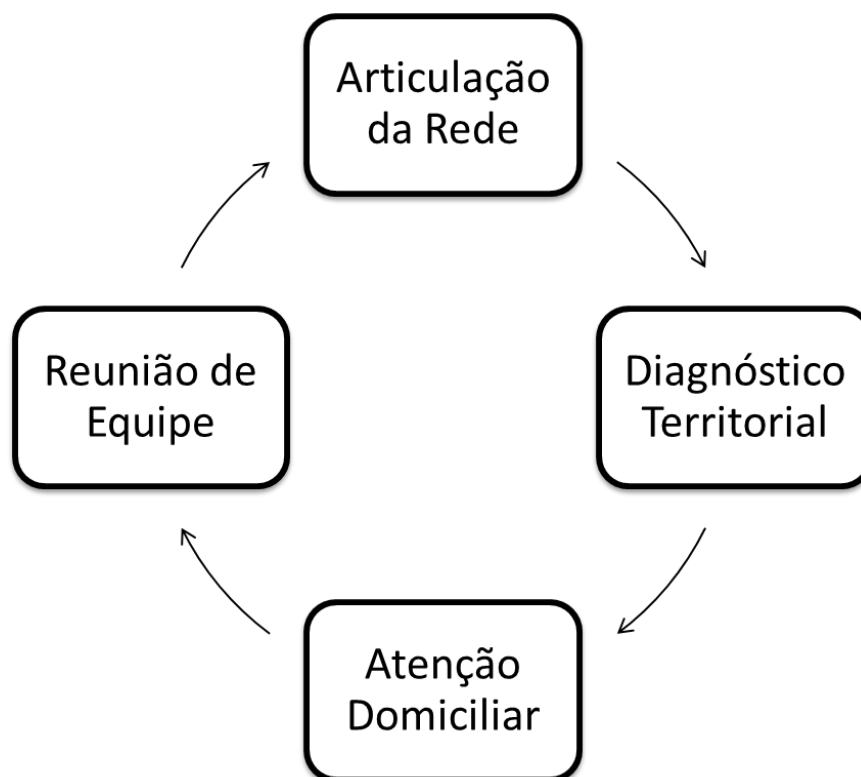 Articulação
da Rede
Reunião de
Equipe
Diagnóstico
Territorial
Atenção
Domiciliar